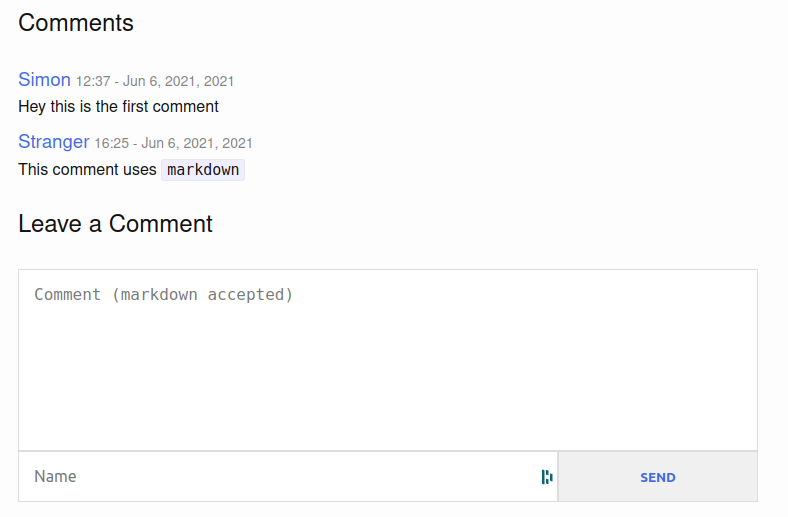 Comments
Simon 12:37 - Jun 6, 2021, 2021
Hey this is the first comment
Stranger 16:25 - Jun 6, 2021, 2021
This comment uses markdown
Leave a Comment
Comment (markdown accepted)
Name
SEND